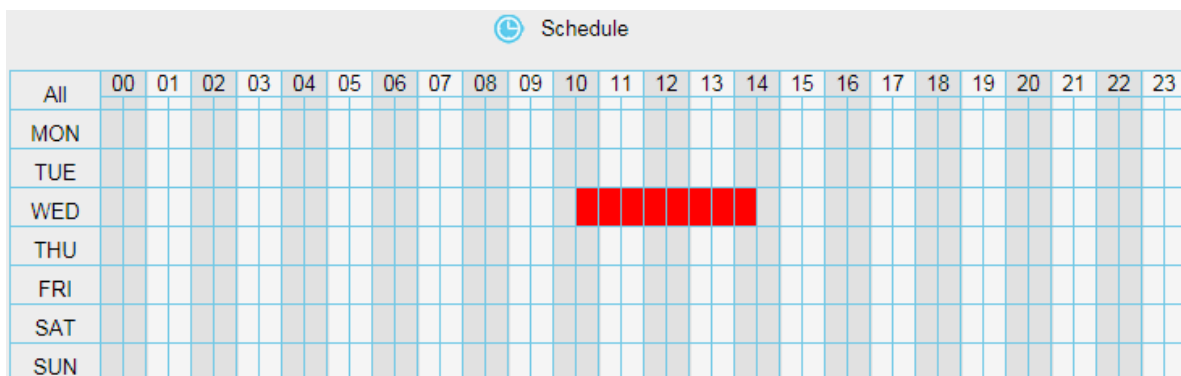 Schedule
All 00 01 02 03 04 05 06 07 08 09 10 11 12 13 14 15 16 17 18 19 20 21 22 23
MON
TUE
WED
THU
FRI
SAT
SUN